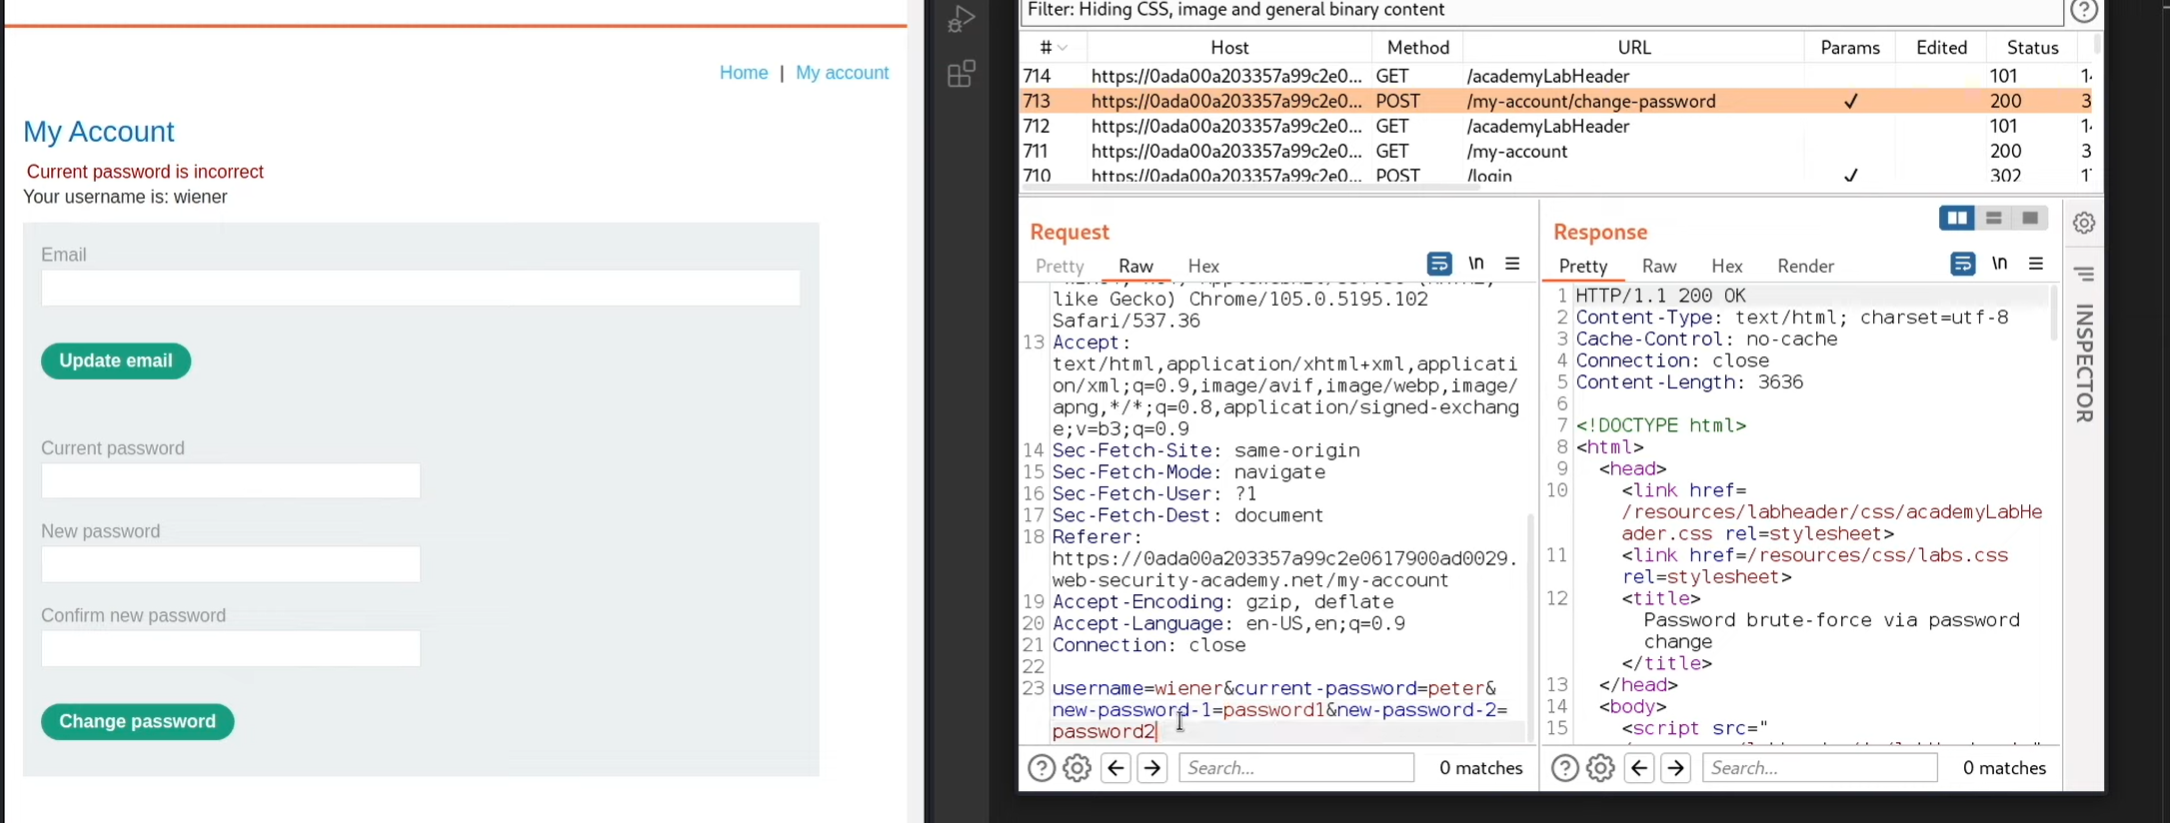 Home | My account
My Account
Current password is incorrect
Your username is: wiener
Email
Update email
Current password
New password
Confirm new password
Change password
Filter: Hiding CSS, image and general binary content
# Host Method URL Params Edited Status
714 https://0ada00a203357a99c2e0... GET /academyLabHeader 101
713 https://0ada00a203357a99c2e0... POST /my-account/change-password ✓ 200 3
712 https://0ada00a203357a99c2e0... GET /academyLabHeader 101
711 https://0ada00a203357a99c2e0... GET /my-account 200 3
710 https://0ada00a203357a99c2e0... POST /login ✓ 302
Request
Pretty Raw Hex \n
like Gecko) Chrome/105.0.5195.102
Safari/537.36
13 Accept:
text/html,application/xhtml+xml,applicati
on/xml;q=0.9,image/avif,image/webp,image/
apng,*/*;q=0.8,application/signed-exchang
e;v=b3;q=0.9
14 Sec-Fetch-Site: same-origin
15 Sec-Fetch-Mode: navigate
16 Sec-Fetch-User: ?1
17 Sec-Fetch-Dest: document
18 Referer:
https://0ada00a203357a99c2e0617900ad0029.
web-security-academy.net/my-account
19 Accept-Encoding: gzip, deflate
20 Accept-Language: en-US,en;q=0.9
21 Connection: close
22
23 username=wiener&current-password=peter&
new-password-1=password1&new-password-2=
password2
Search... 0 matches
Response
Pretty Raw Hex Render \n
1 HTTP/1.1 200 OK
2 Content-Type: text/html; charset=utf-8
3 Cache-Control: no-cache
4 Connection: close
5 Content-Length: 3636
6
7 <!DOCTYPE html>
8 <html>
9 <head>
10 <link href=
/resources/labheader/css/academyLabHe
ader.css rel=stylesheet>
11 <link href=/resources/css/labs.css
rel=stylesheet>
12 <title>
Password brute-force via password
change
</title>
13 </head>
14 <body>
15 <script src="
Search... 0 matches
INSPECTOR